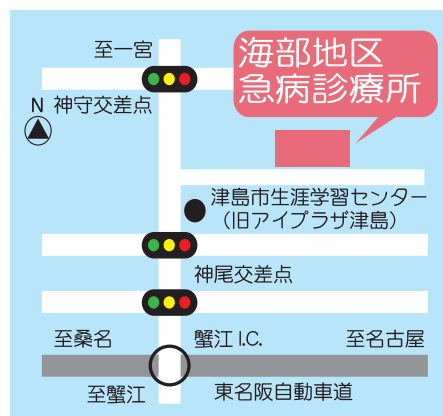 至一宮
海部地区
急病診療所
N
神守交差点
津島市生涯学習センター
（旧アイプラザ津島）
神尾交差点
至桑名
蟹江 I.C.
至名古屋
至蟹江
東名阪自動車道